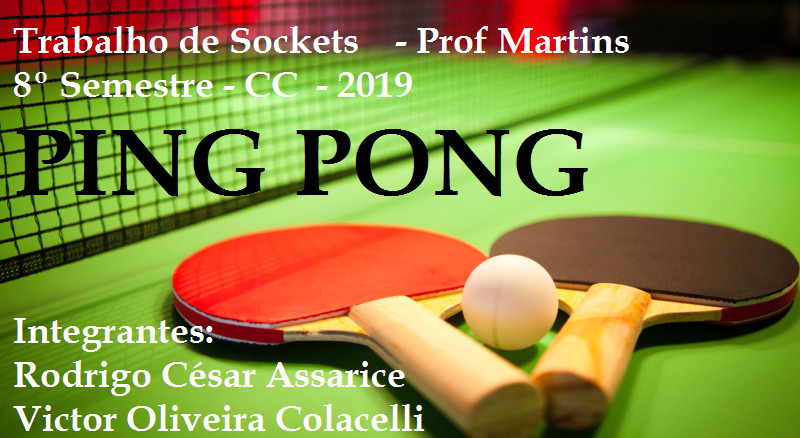 Trabalho de Sockets - Prof Martins
8º Semestre - CC - 2019
PING PONG
Integrantes:
Rodrigo César Assarice
Victor Oliveira Colacelli